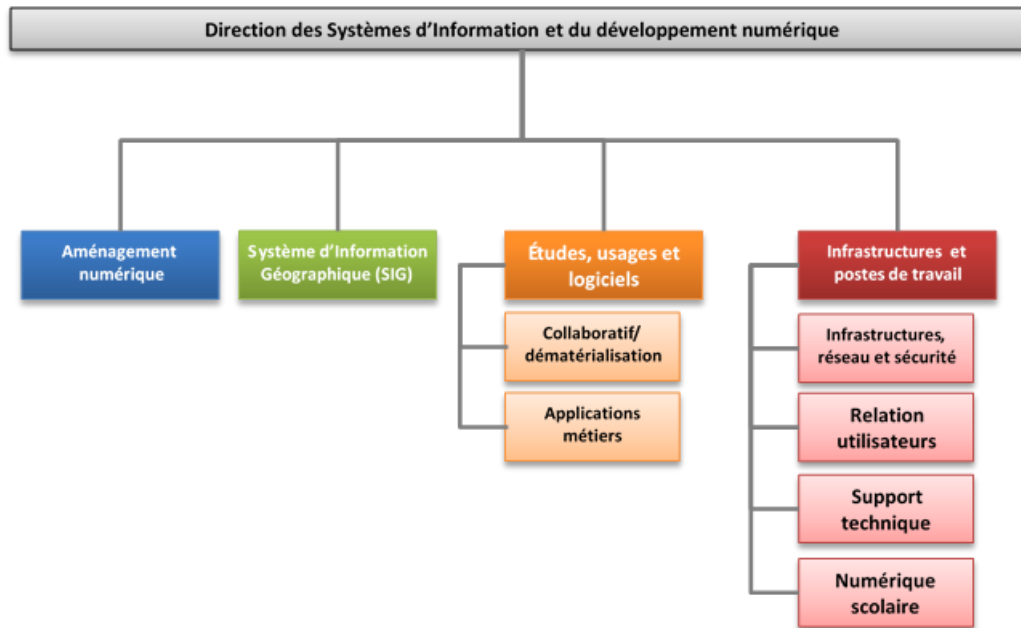 Direction des Systèmes d’Information et du développement numérique
Aménagement
numérique
Système d’Information
Géographique (SIG)
Études, usages et
logiciels
Collaboratif/
dématérialisation
Applications
métiers
Infrastructures et
postes de travail
Infrastructures,
réseau et sécurité
Relation
utilisateurs
Support
technique
Numérique
scolaire